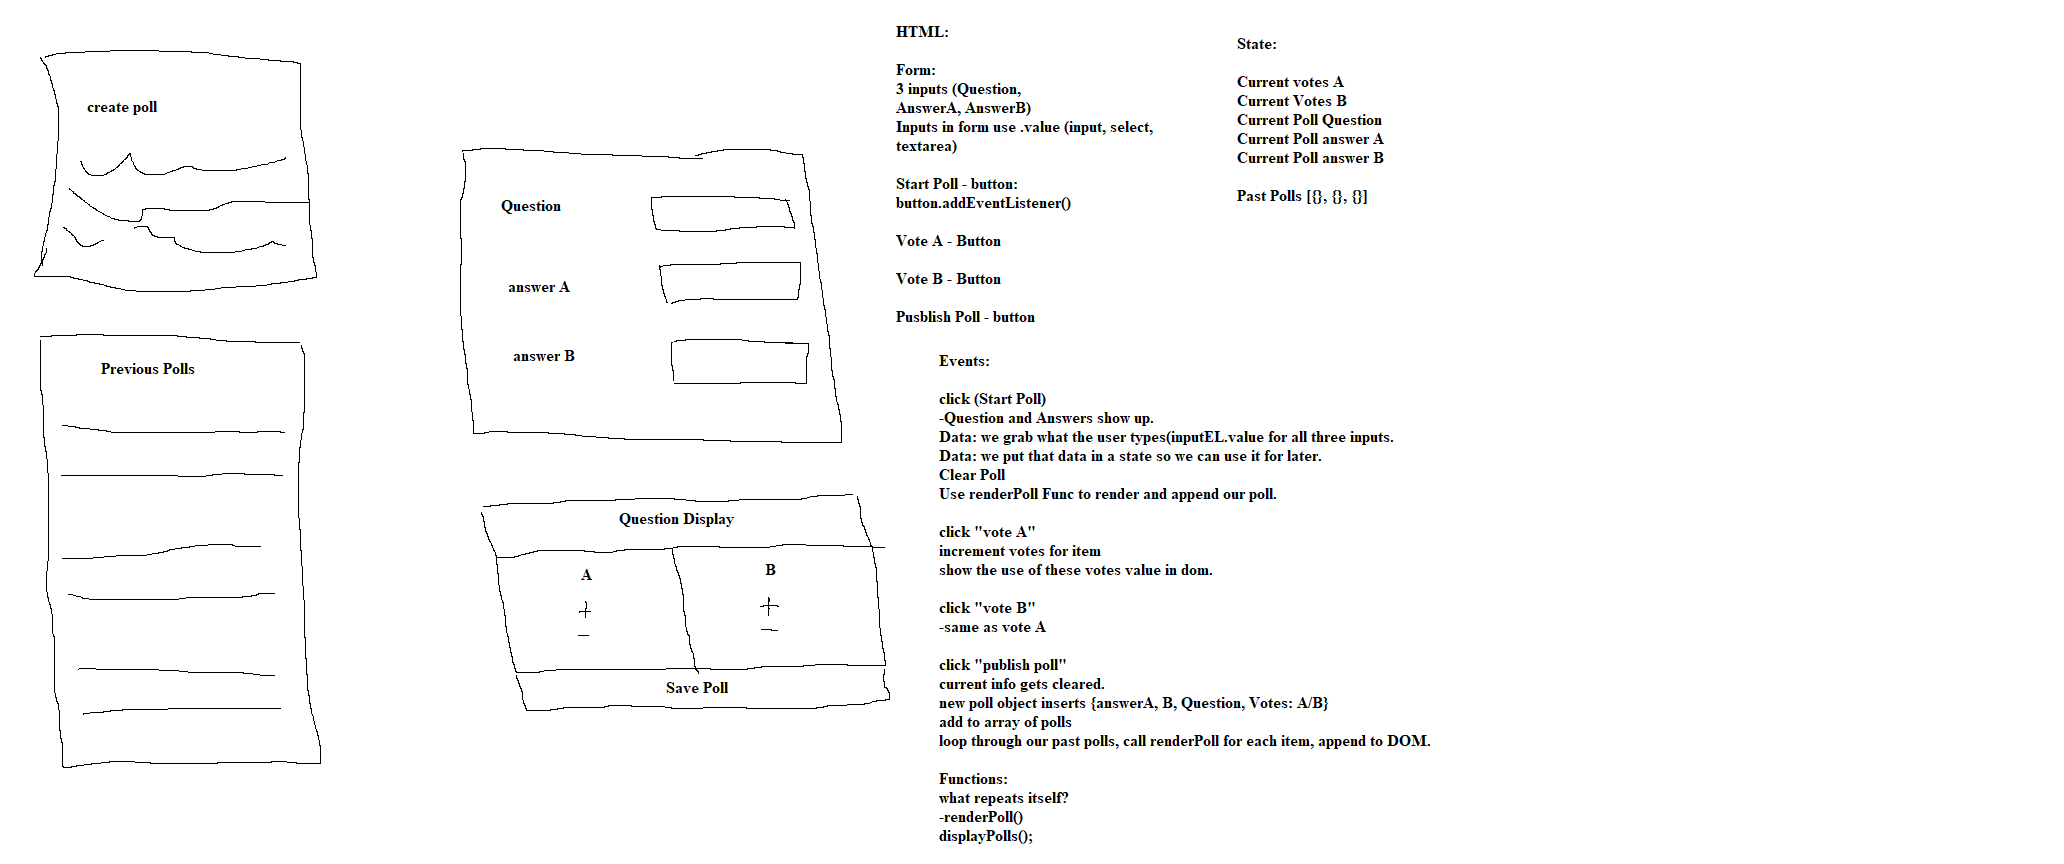 create poll
Previous Polls
Question
answer A
answer B
Question Display
A
B
+
+
-
-
Save Poll
HTML:
Form:
3 inputs (Question,
AnswerA, AnswerB)
Inputs in form use .value (input, select,
textarea)
Start Poll - button:
button.addEventListener()
Vote A - Button
Vote B - Button
Pusblish Poll - button
State:
Current votes A
Current Votes B
Current Poll Question
Current Poll answer A
Current Poll answer B
Past Polls [{}, {}, {}]
Events:
click (Start Poll)
-Question and Answers show up.
Data: we grab what the user types(inputEL.value for all three inputs.
Data: we put that data in a state so we can use it for later.
Clear Poll
Use renderPoll Func to render and append our poll.
click "vote A"
increment votes for item
show the use of these votes value in dom.
click "vote B"
-same as vote A
click "publish poll"
current info gets cleared.
new poll object inserts {answerA, B, Question, Votes: A/B}
add to array of polls
loop through our past polls, call renderPoll for each item, append to DOM.
Functions:
what repeats itself?
-renderPoll()
displayPolls();